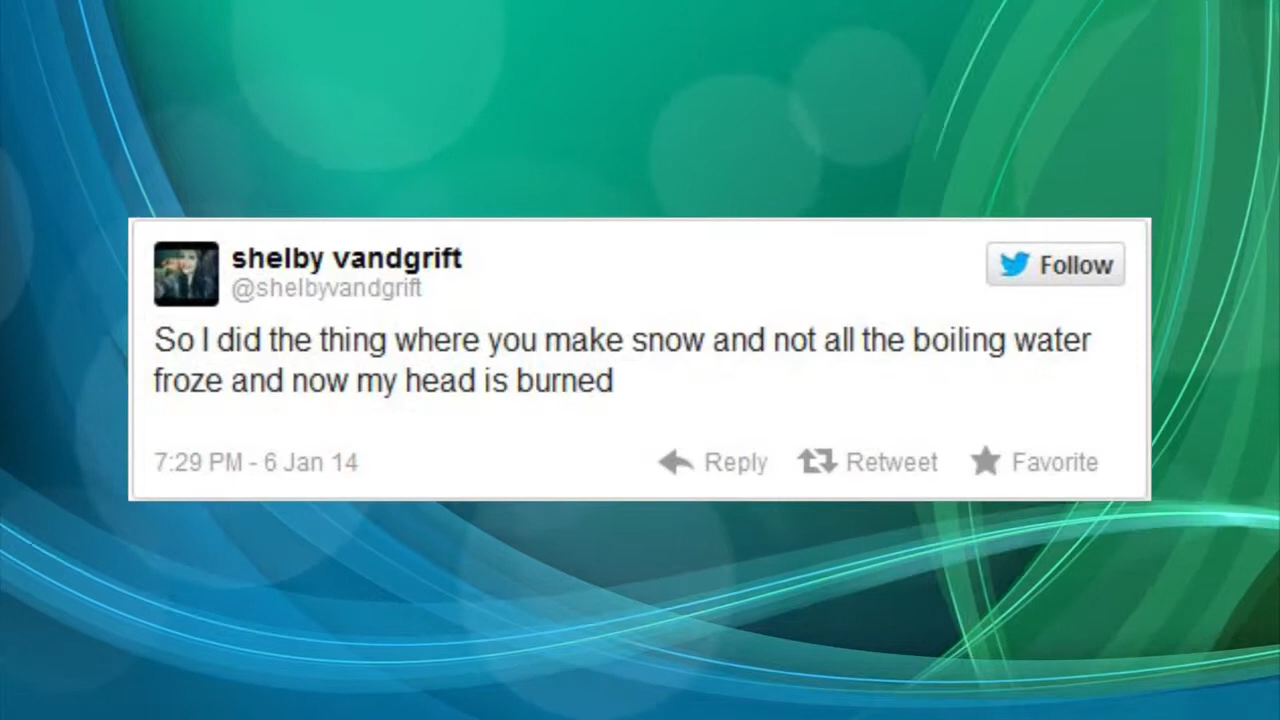 shelby vandgrift
@shelbyvandgrift
Follow
So I did the thing where you make snow and not all the boiling water
froze and now my head is burned
7:29 PM - 6 Jan 14
Reply Retweet Favorite